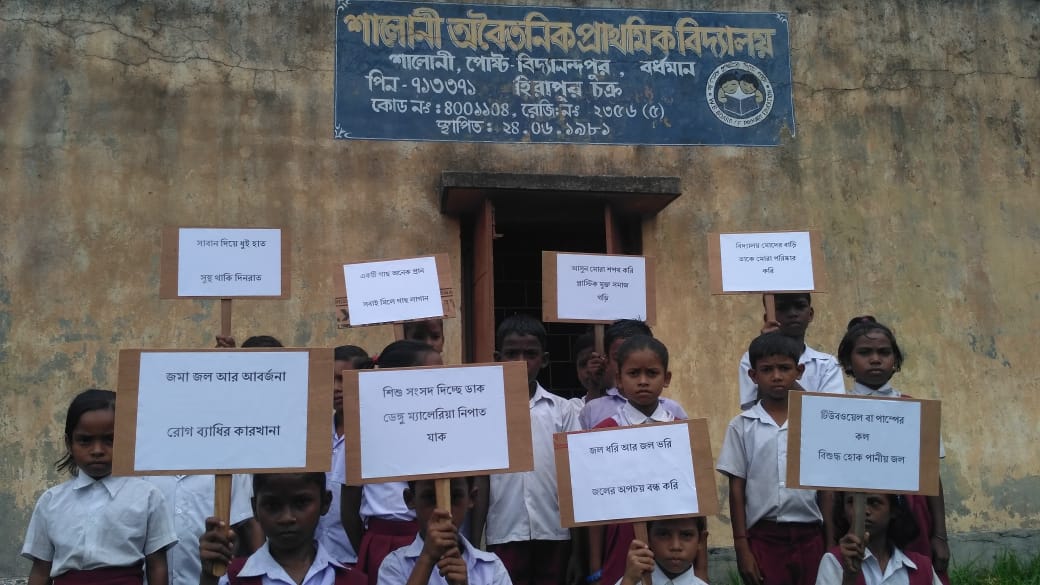 শালোনী অবৈতনিক প্রাথমিক বিদ্যালয়
শালোনী, পোষ্ট-বিদ্যানন্দপুর , বর্ধমান
পিন - ৭১৩৩৭১ হিরাপুর চক্র
কোড নং : ৪০০১১০৪, রেজিঃ নং ২৩৫৬ (৫)
স্থাপিত : ২৪.০৬.১৯৮১
সাবান দিয়ে ধুই হাত
সুস্থ থাকি দিনরাত
একটি গাছ অনেক প্রান
সবাই মিলে গাছ লাগান
আসুন মোরা শপথ করি
প্লাস্টিক মুক্ত সমাজ
গড়ি
বিদ্যালয় মোদের বাড়ি
তাকে মোরা পরিষ্কার
করি
জমা জল আর আবর্জনা
রোগ ব্যাধির কারখানা
শিশু সংসদ দিচ্ছে ডাক
ডেঙ্গু ম্যালেরিয়া নিপাত
যাক
জল ধরি আর জল ভরি
জলের অপচয় বন্ধ করি
টিউবওয়েল বা পাম্পের
কল
বিশুদ্ধ হোক পানীয় জল